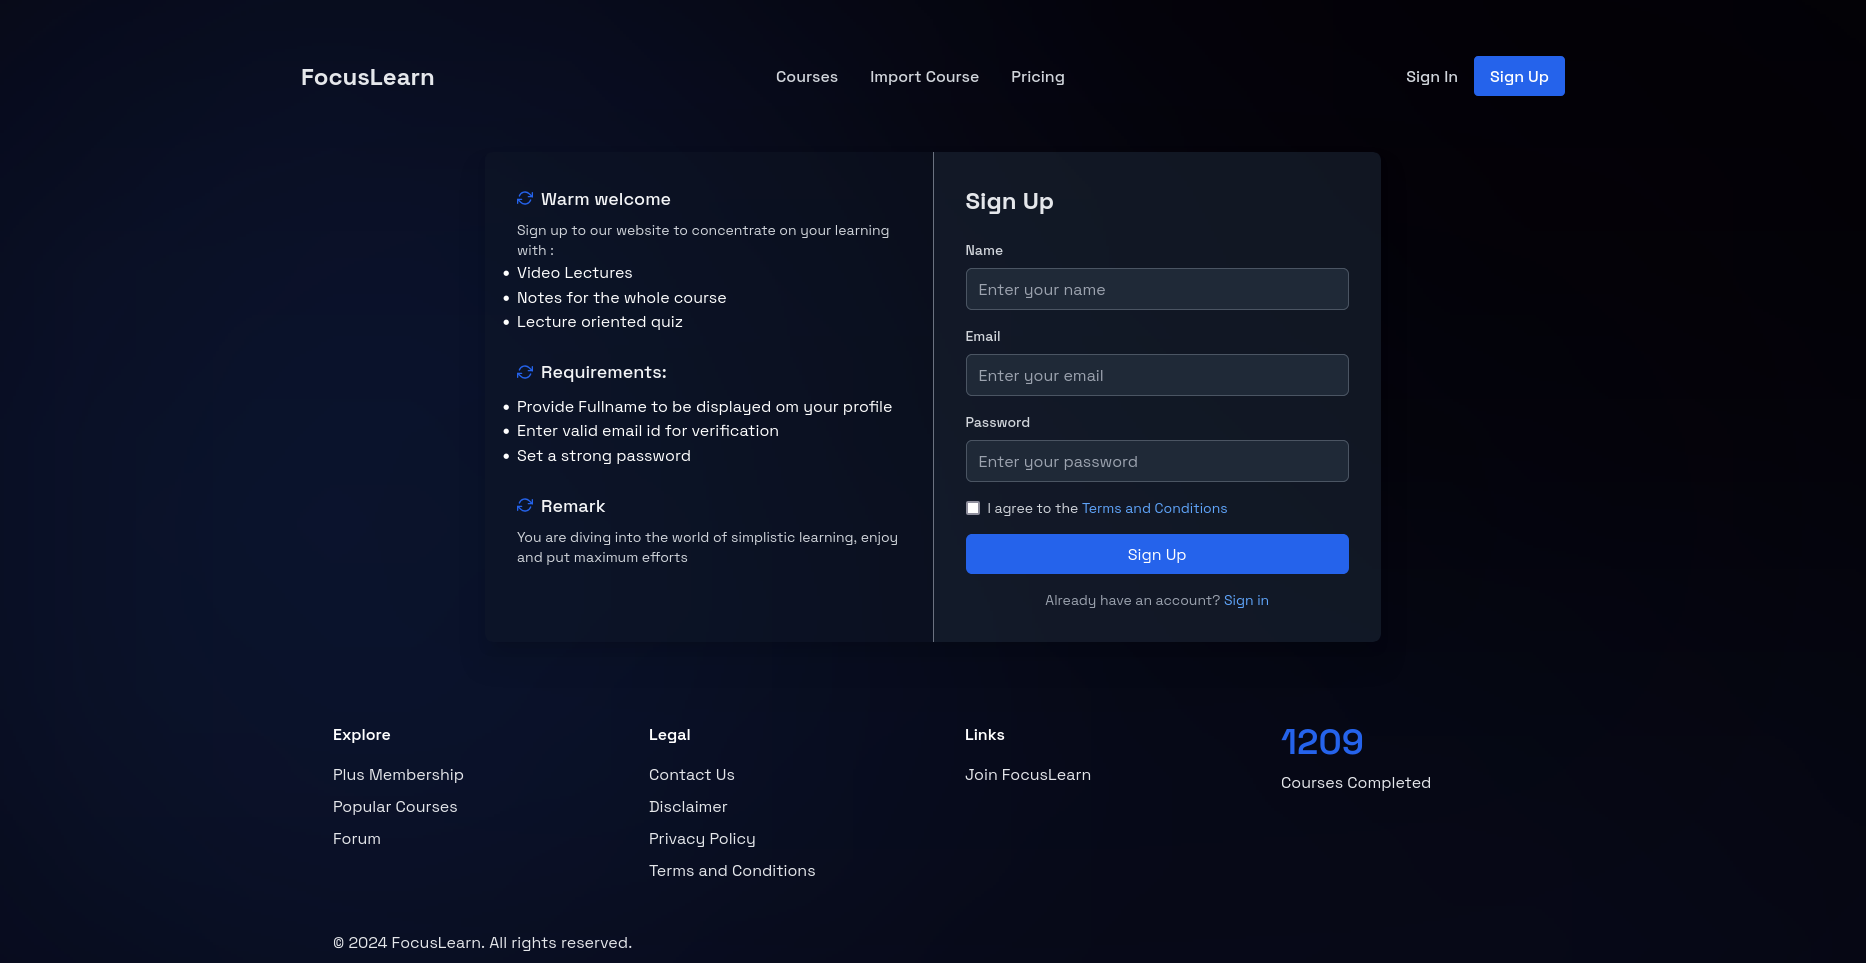 FocusLearn
Courses
Import Course
Pricing
Sign In
Sign Up
Warm welcome
Sign up to our website to concentrate on your learning
with :
• Video Lectures
• Notes for the whole course
• Lecture oriented quiz
Requirements:
• Provide Fullname to be displayed om your profile
• Enter valid email id for verification
• Set a strong password
Remark
You are diving into the world of simplistic learning, enjoy
and put maximum efforts
Sign Up
Name
Enter your name
Email
Enter your email
Password
Enter your password
I agree to the Terms and Conditions
Sign Up
Already have an account? Sign in
Explore
Plus Membership
Popular Courses
Forum
Legal
Contact Us
Disclaimer
Privacy Policy
Terms and Conditions
Links
Join FocusLearn
1209
Courses Completed
© 2024 FocusLearn. All rights reserved.